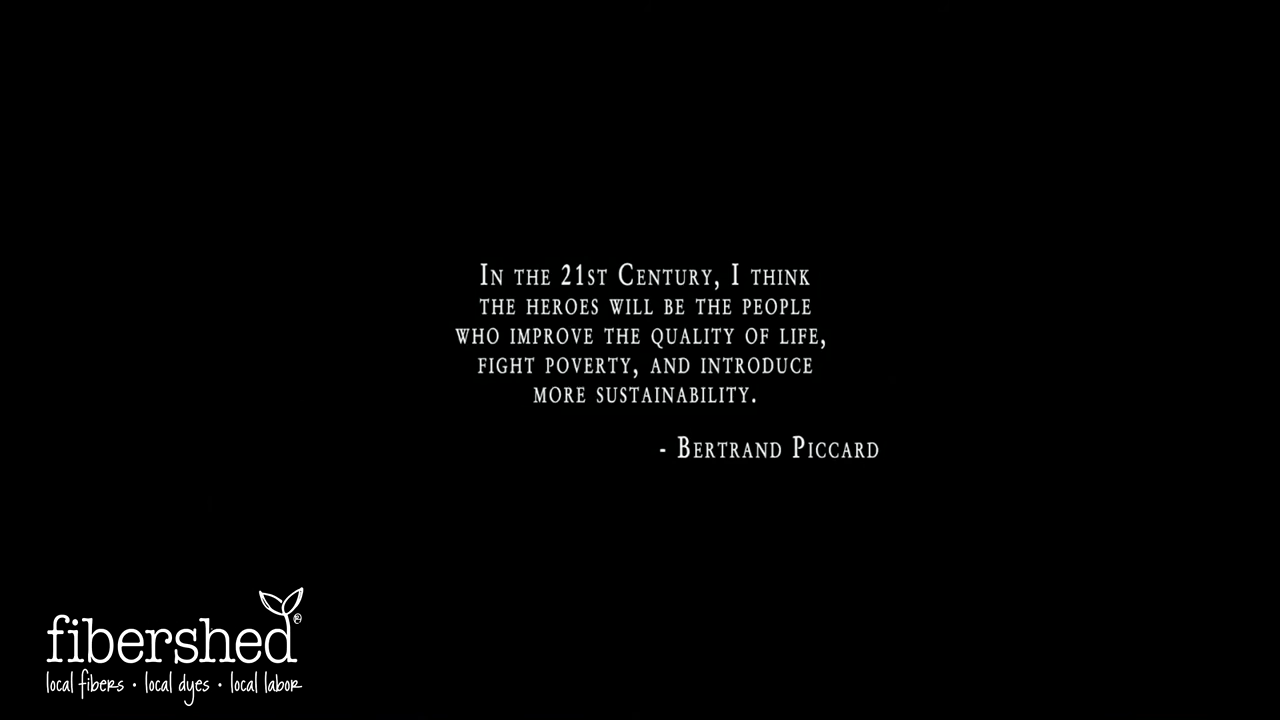 In the 21st Century, I think
the heroes will be the people
who improve the quality of life,
fight poverty, and introduce
more sustainability.
- Bertrand Piccard
fibershed®
local fibers · local dyes · local labor